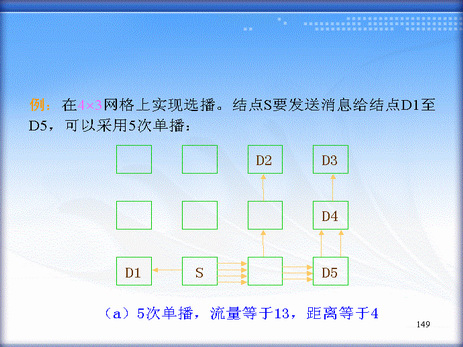 例：在4×3网格上实现选播。结点S要发送消息给结点D1至
D5，可以采用5次单播：
D2 D3
D4
D1 S D5
（a）5次单播，流量等于13，距离等于4
149